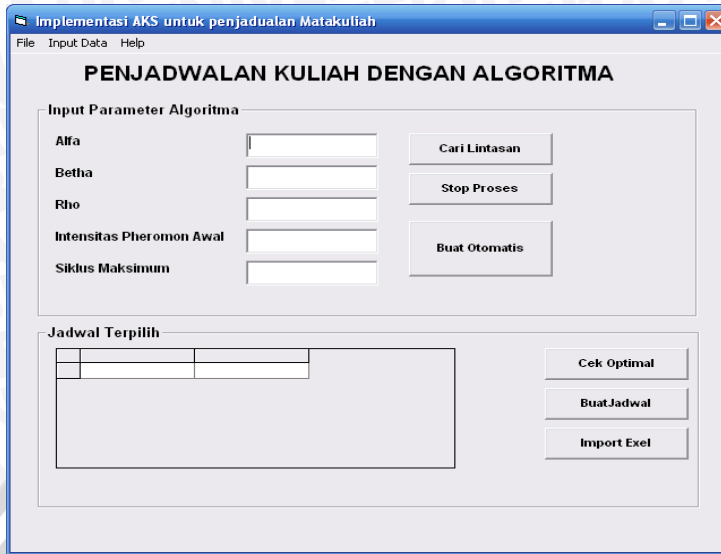 Implementasi AKS untuk penjadualan Matakuliah
File Input Data Help
PENJADWALAN KULIAH DENGAN ALGORITMA
Input Parameter Algoritma
Alfa
Betha
Rho
Intensitas Pheromon Awal
Siklus Maksimum
Cari Lintasan
Stop Proses
Buat Otomatis
Jadwal Terpilih
Cek Optimal
BuatJadwal
Import Exel